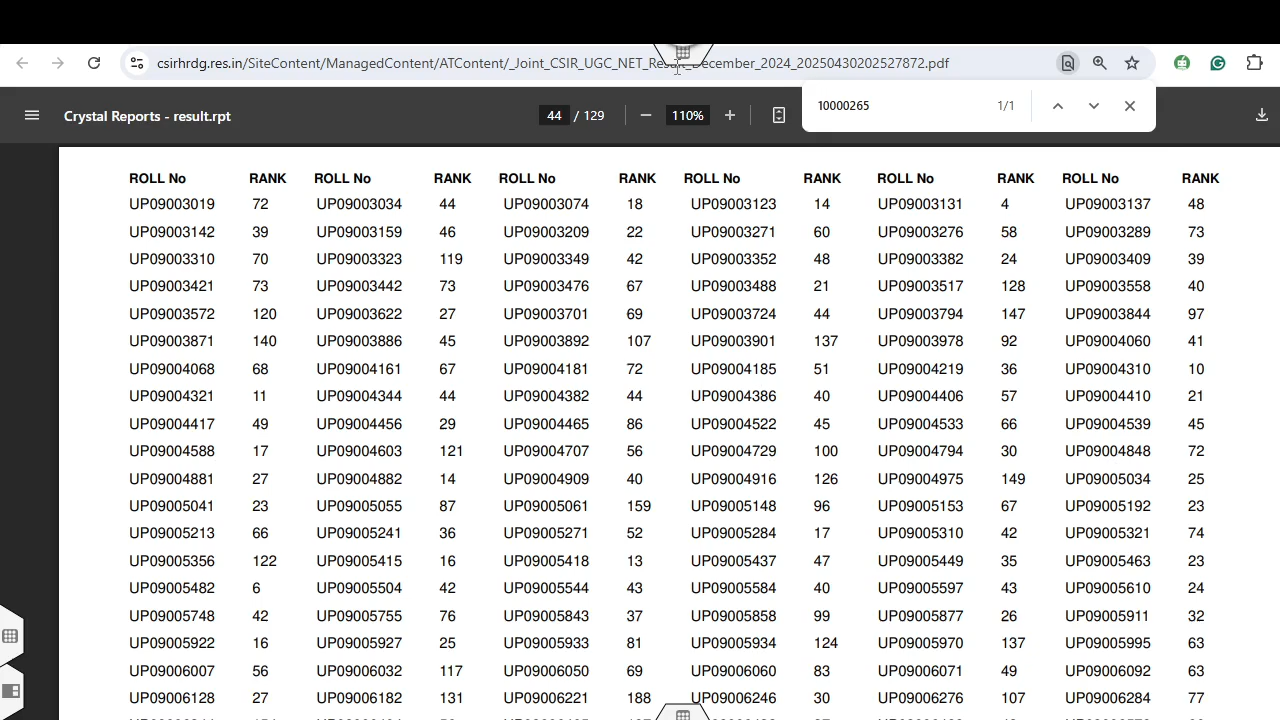 csirhrdg.res.in/SiteContent/ManagedContent/ATContent/_Joint_CSIR_UGC_NET_Result_December_2024_20250430202527872.pdf
10000265 1/1
Crystal Reports - result.rpt 44 / 129 110%
ROLL No RANK ROLL No RANK ROLL No RANK ROLL No RANK ROLL No RANK ROLL No RANK
UP09003019 72 UP09003034 44 UP09003074 18 UP09003123 14 UP09003131 4 UP09003137 48
UP09003142 39 UP09003159 46 UP09003209 22 UP09003271 60 UP09003276 58 UP09003289 73
UP09003310 70 UP09003323 119 UP09003349 42 UP09003352 48 UP09003382 24 UP09003409 39
UP09003421 73 UP09003442 73 UP09003476 67 UP09003488 21 UP09003517 128 UP09003558 40
UP09003572 120 UP09003622 27 UP09003701 69 UP09003724 44 UP09003794 147 UP09003844 97
UP09003871 140 UP09003886 45 UP09003892 107 UP09003901 137 UP09003978 92 UP09004060 41
UP09004068 68 UP09004161 67 UP09004181 72 UP09004185 51 UP09004219 36 UP09004310 10
UP09004321 11 UP09004344 44 UP09004382 44 UP09004386 40 UP09004406 57 UP09004410 21
UP09004417 49 UP09004456 29 UP09004465 86 UP09004522 45 UP09004533 66 UP09004539 45
UP09004588 17 UP09004603 121 UP09004707 56 UP09004729 100 UP09004794 30 UP09004848 72
UP09004881 27 UP09004882 14 UP09004909 40 UP09004916 126 UP09004975 149 UP09005034 25
UP09005041 23 UP09005055 87 UP09005061 159 UP09005148 96 UP09005153 67 UP09005192 23
UP09005213 66 UP09005241 36 UP09005271 52 UP09005284 17 UP09005310 42 UP09005321 74
UP09005356 122 UP09005415 16 UP09005418 13 UP09005437 47 UP09005449 35 UP09005463 23
UP09005482 6 UP09005504 42 UP09005544 43 UP09005584 40 UP09005597 43 UP09005610 24
UP09005748 42 UP09005755 76 UP09005843 37 UP09005858 99 UP09005877 26 UP09005911 32
UP09005922 16 UP09005927 25 UP09005933 81 UP09005934 124 UP09005970 137 UP09005995 63
UP09006007 56 UP09006032 117 UP09006050 69 UP09006060 83 UP09006071 49 UP09006092 63
UP09006128 27 UP09006182 131 UP09006221 188 UP09006246 30 UP09006276 107 UP09006284 77